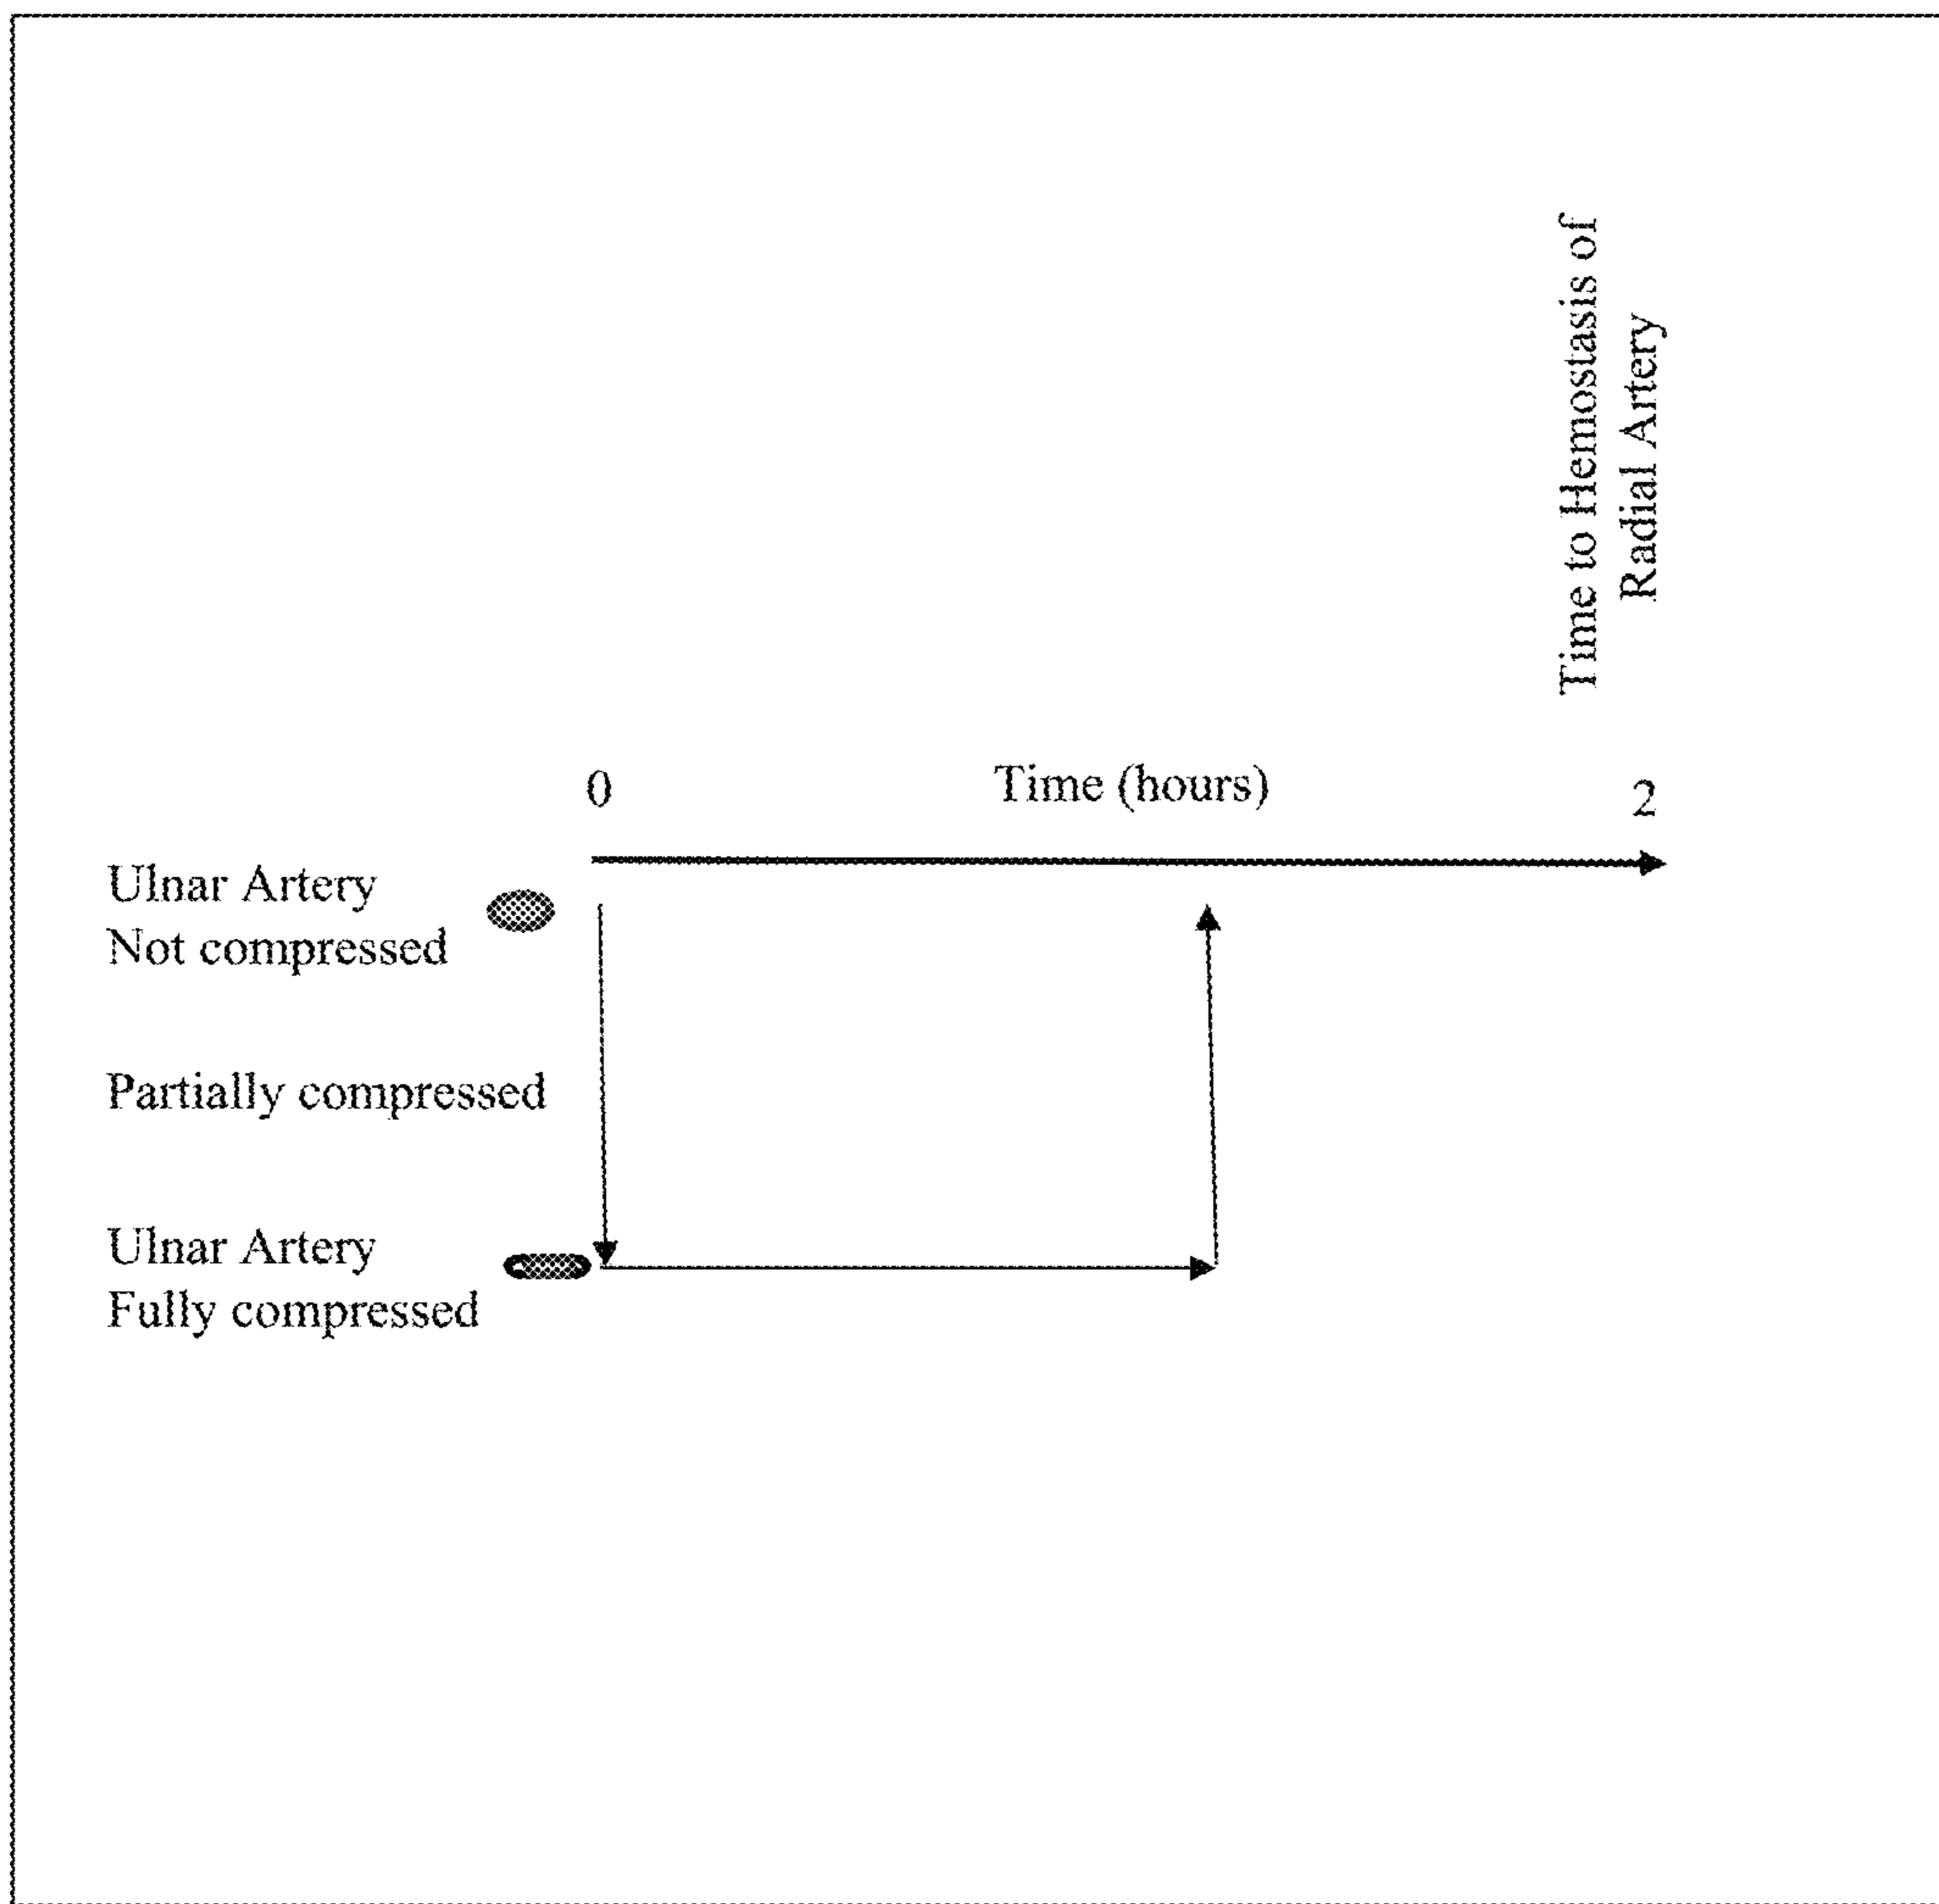 Time to Hemostasis of
Radial Artery
0
Time (hours)
2
Ulnar Artery
Not compressed
Partially compressed
Ulnar Artery
Fully compressed